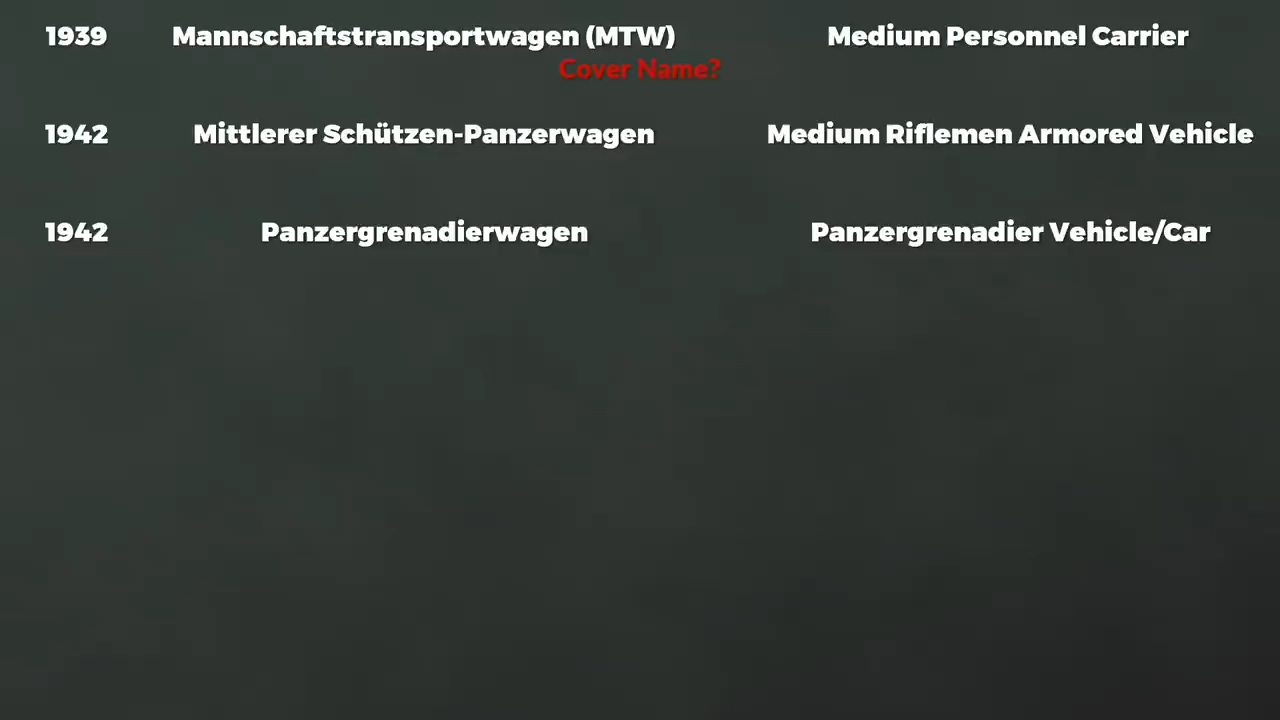 1939 Mannschaftstransportwagen (MTW) Medium Personnel Carrier
Cover Name?
1942 Mittlerer Schützen-Panzerwagen Medium Riflemen Armored Vehicle
1942 Panzergrenadierwagen Panzergrenadier Vehicle/Car